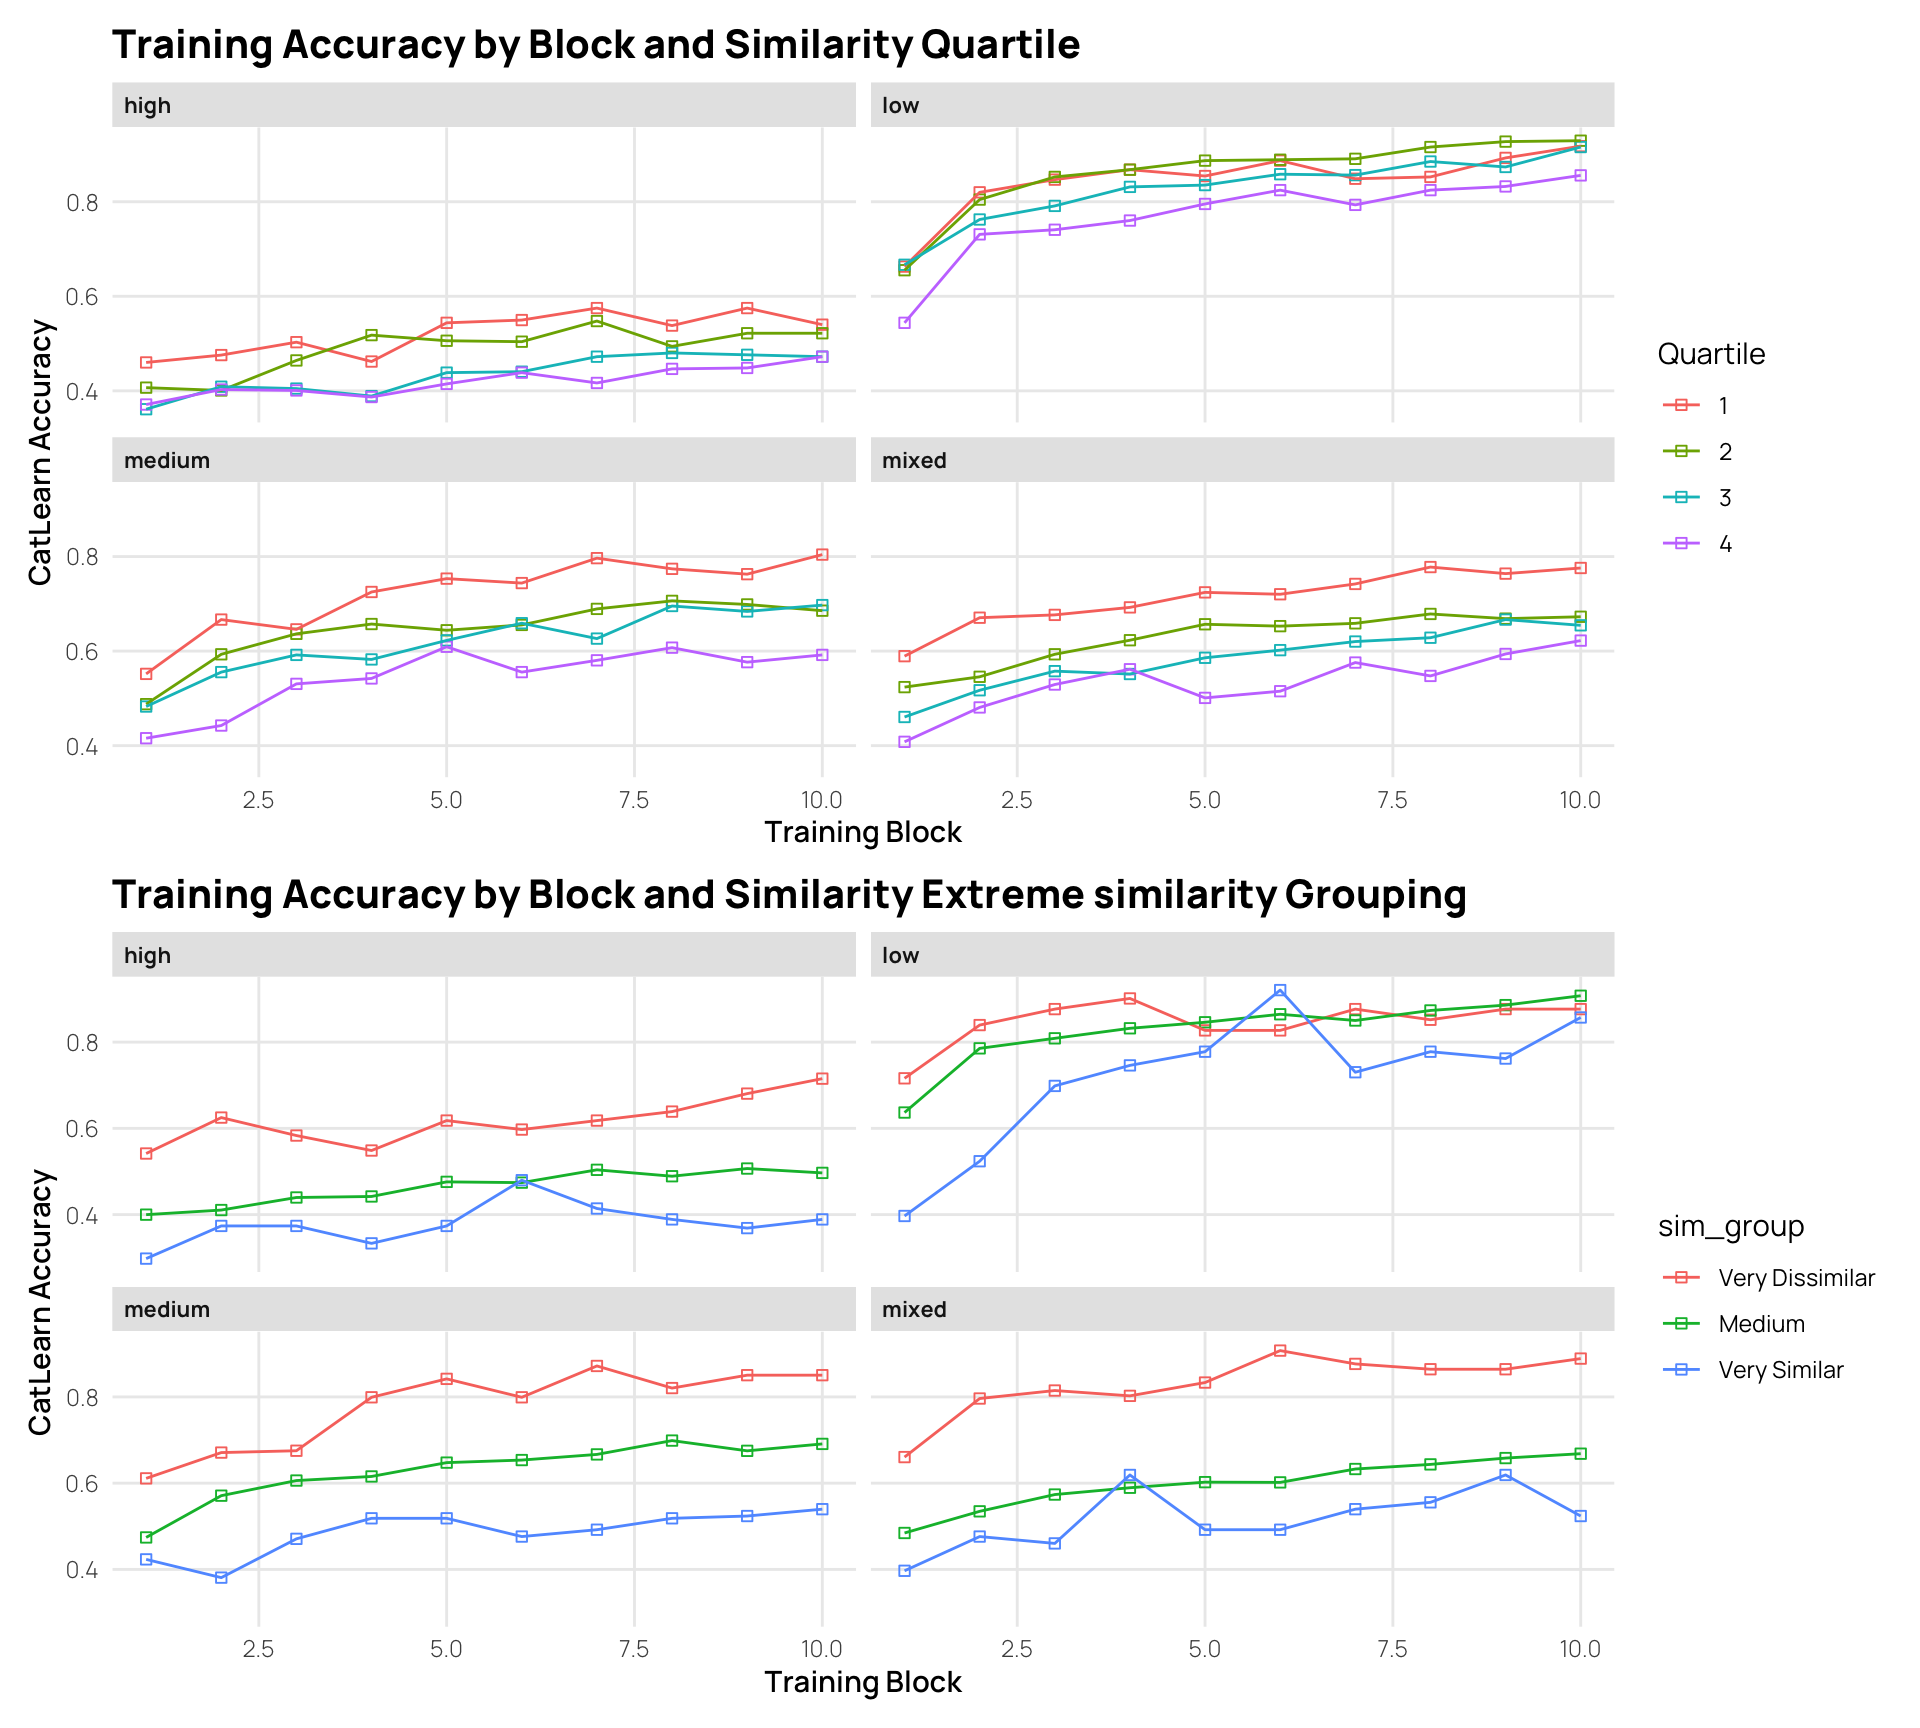 Training Accuracy by Block and Similarity Quartile
high
low
0.8
0.6
0.4
medium
mixed
0.8
0.6
0.4
CatLearn Accuracy
2.5 5.0 7.5 10.0
2.5 5.0 7.5 10.0
Training Block
Quartile
1
2
3
4
Training Accuracy by Block and Similarity Extreme similarity Grouping
high
low
0.8
0.6
0.4
medium
mixed
0.8
0.6
0.4
CatLearn Accuracy
2.5 5.0 7.5 10.0
2.5 5.0 7.5 10.0
Training Block
sim_group
Very Dissimilar
Medium
Very Similar